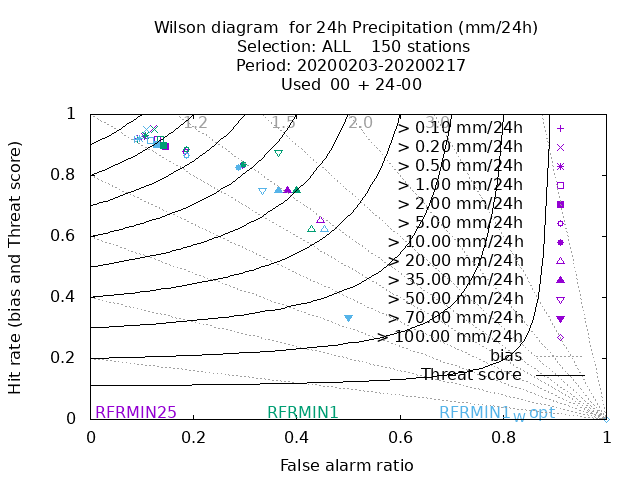 Wilson diagram  for 24h Precipitation (mm/24h)
Selection: ALL    150 stations
Period: 20200203-20200217
Used  00 + 24-00
Hit rate (bias and Threat score)
1
0.8
0.6
0.4
0.2
0
1.2
1.5
2.0
3.0
> 0.10 mm/24h
> 0.20 mm/24h
> 0.50 mm/24h
> 1.00 mm/24h
> 2.00 mm/24h
> 5.00 mm/24h
> 10.00 mm/24h
> 20.00 mm/24h
> 35.00 mm/24h
> 50.00 mm/24h
> 70.00 mm/24h
> 100.00 mm/24h
bias
Threat score
RFRMIN25 RFRMIN1 RFRMIN1_W_opt
0 0.2 0.4 0.6 0.8 1
False alarm ratio